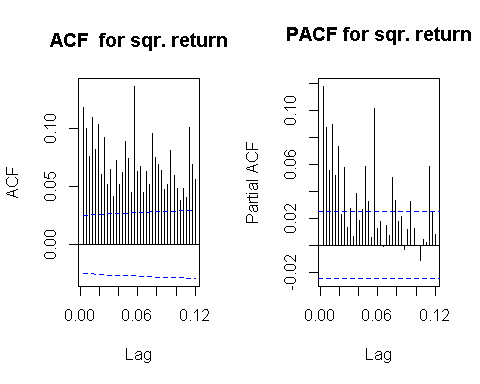 ACF  for sqr. return
ACF
0.10
0.05
0.00
0.00
0.06
0.12
Lag
PACF for sqr. return
Partial ACF
0.10
0.06
0.02
-0.02
0.00
0.06
0.12
Lag